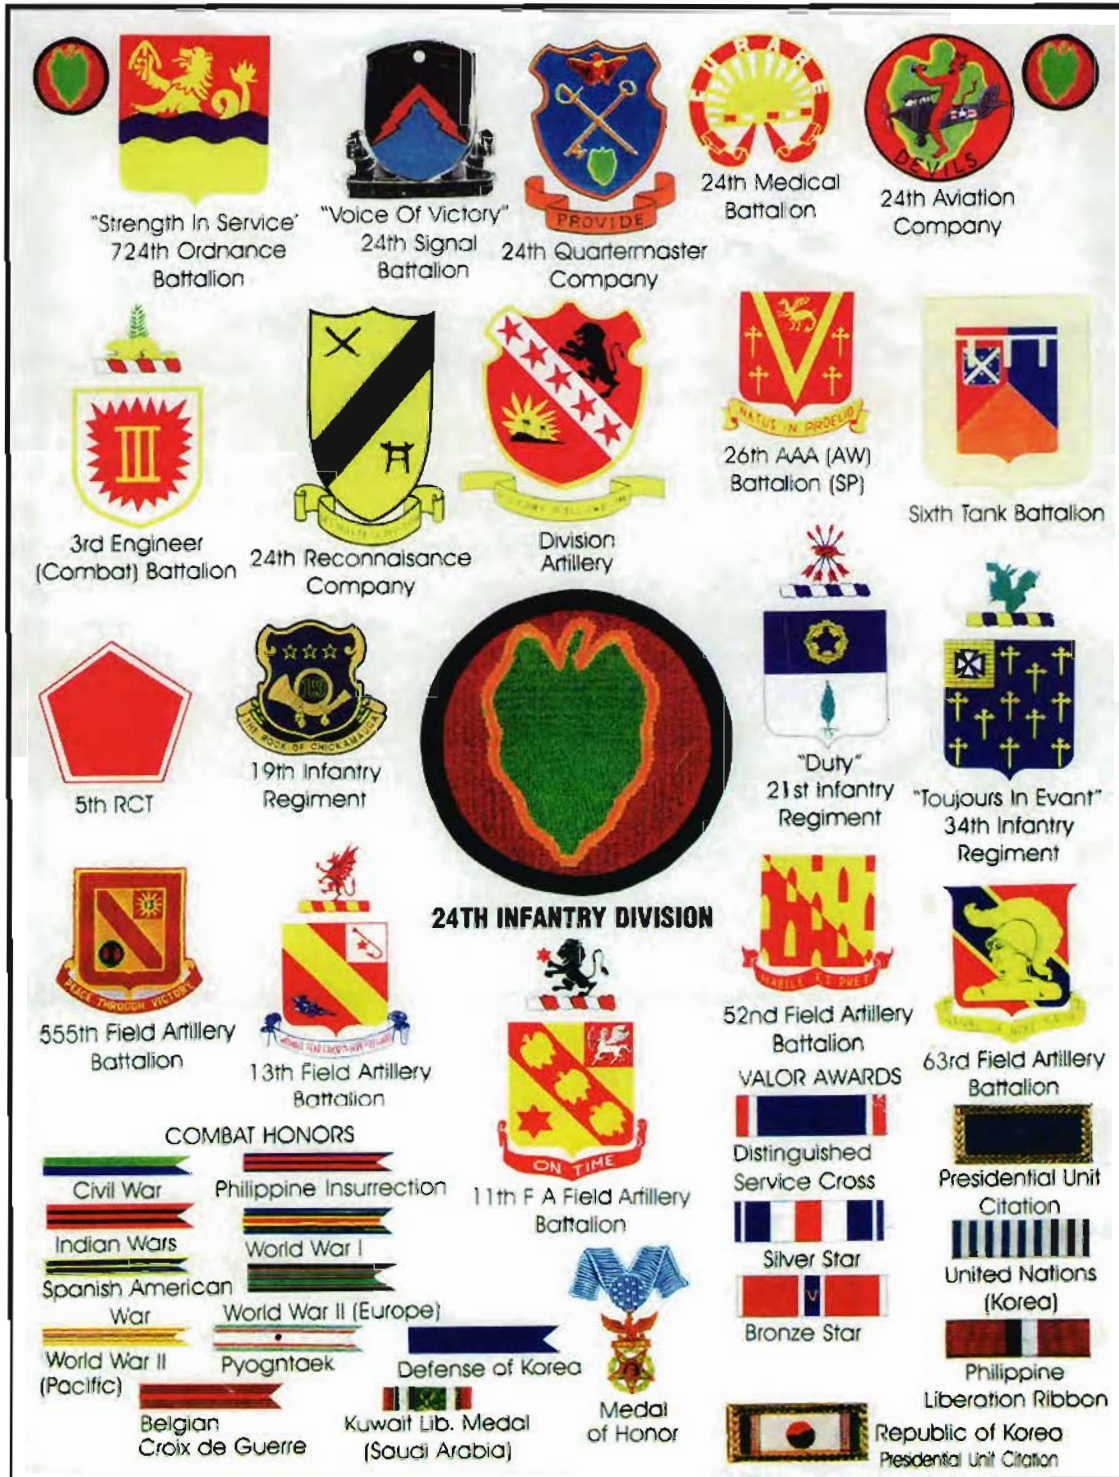 "Strength In Service'
724th Ordnance
Battalion
"Voice Of Victory"
24th Signal
Battalion
PROVIDE
24th Quartermaster
Company
CURARE
24th Medical
Battalion
DEVILS
24th Aviation
Company
III
3rd Engineer
(Combat) Battalion
24th Reconnaisance
Company
Division
Artillery
NATUS IN PROELIO
26th AAA (AW)
Battalion (SP)
Sixth Tank Battalion
5th RCT
19
THE ROCK OF CHICKAMAUGA
19th Infantry
Regiment
24TH INFANTRY DIVISION
"Duty"
21st Infantry
Regiment
"Toujours In Evant"
34th Infantry
Regiment
PEACE THROUGH VICTORY
555th Field Artillery
Battalion
13th Field Artillery
Battalion
ON TIME
11th F A Field Artillery
Battalion
HABILE ET PRET
52nd Field Artillery
Battalion
63rd Field Artillery
Battalion
COMBAT HONORS
Civil War
Philippine Insurrection
Indian Wars
World War I
Spanish American
War
World War II (Europe)
World War II
(Pacific)
Pyogntaek
Defense of Korea
Belgian
Croix de Guerre
Kuwait Lib. Medal
(Saudi Arabia)
Medal
of Honor
VALOR AWARDS
Distinguished
Service Cross
Silver Star
V
Bronze Star
Presidential Unit
Citation
United Nations
(Korea)
Philippine
Liberation Ribbon
Republic of Korea
Presidential Unit Citation